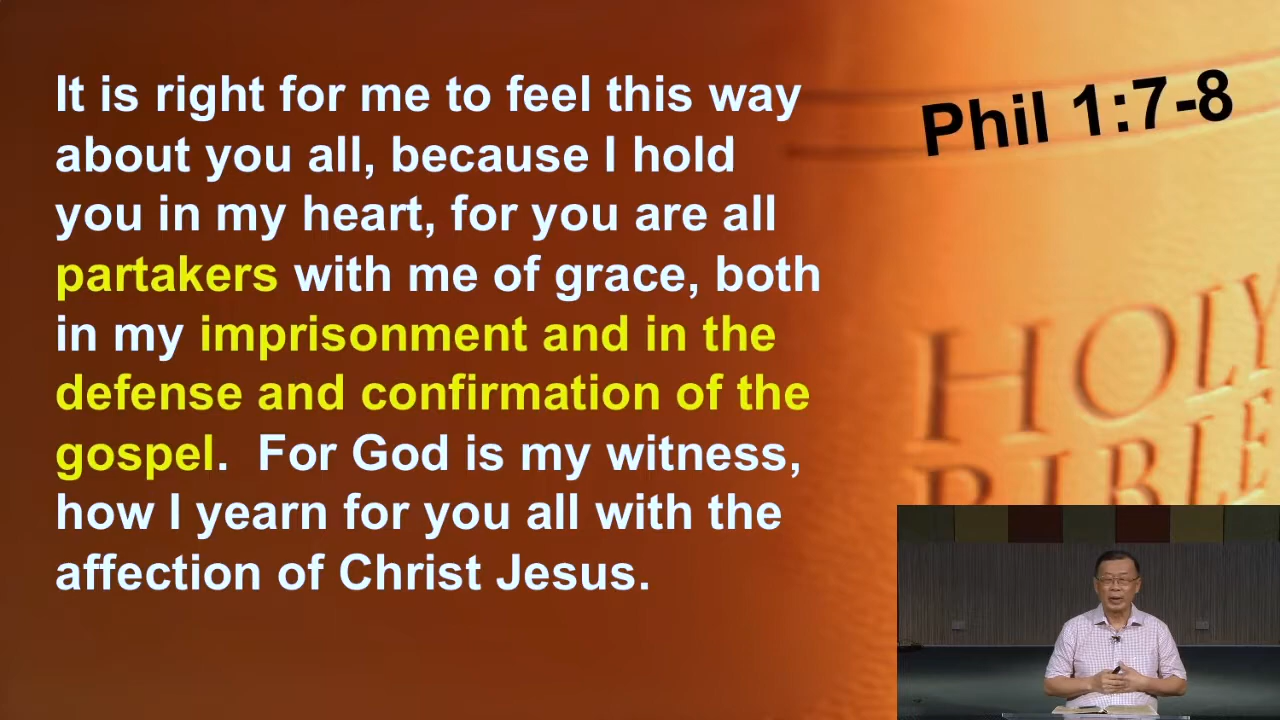 It is right for me to feel this way
about you all, because I hold
you in my heart, for you are all
partakers with me of grace, both
in my imprisonment and in the
defense and confirmation of the
gospel.  For God is my witness,
how I yearn for you all with the
affection of Christ Jesus.
Phil 1:7-8
HOLY
BIBLE